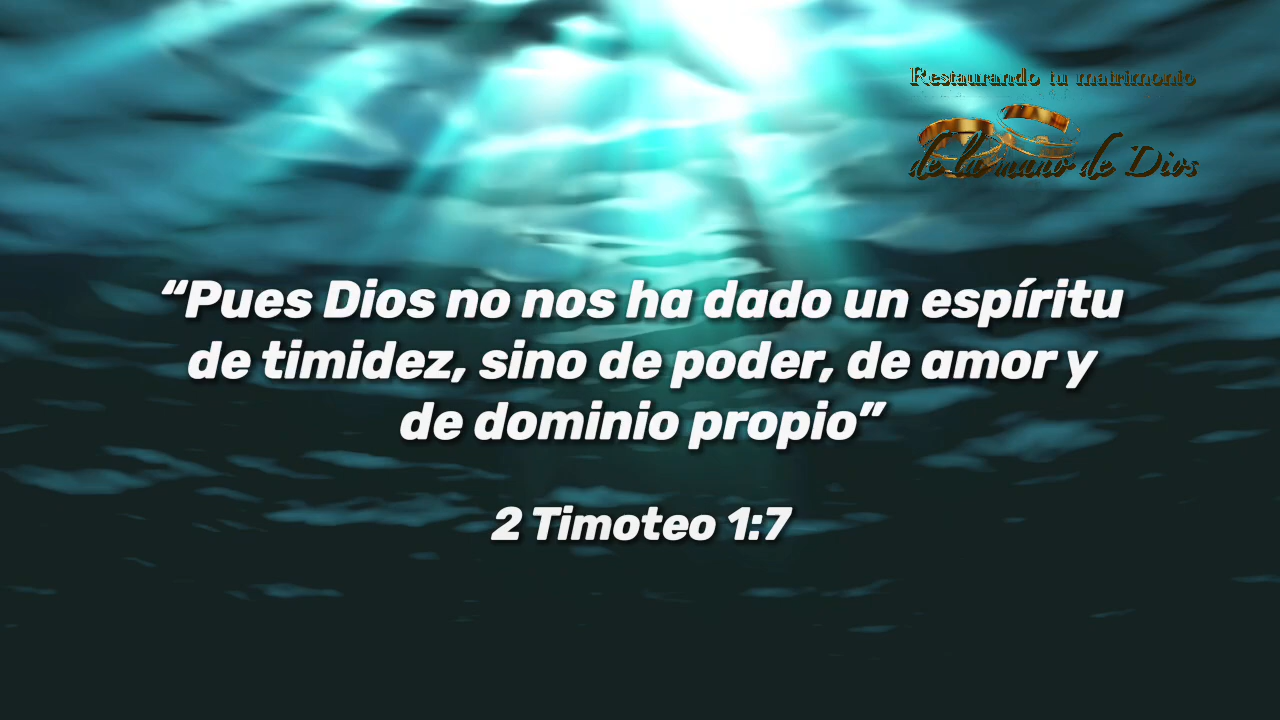 Restaurando tu matrimonio
de la mano de Dios
“Pues Dios no nos ha dado un espíritu
de timidez, sino de poder, de amor y
de dominio propio”
2 Timoteo 1:7